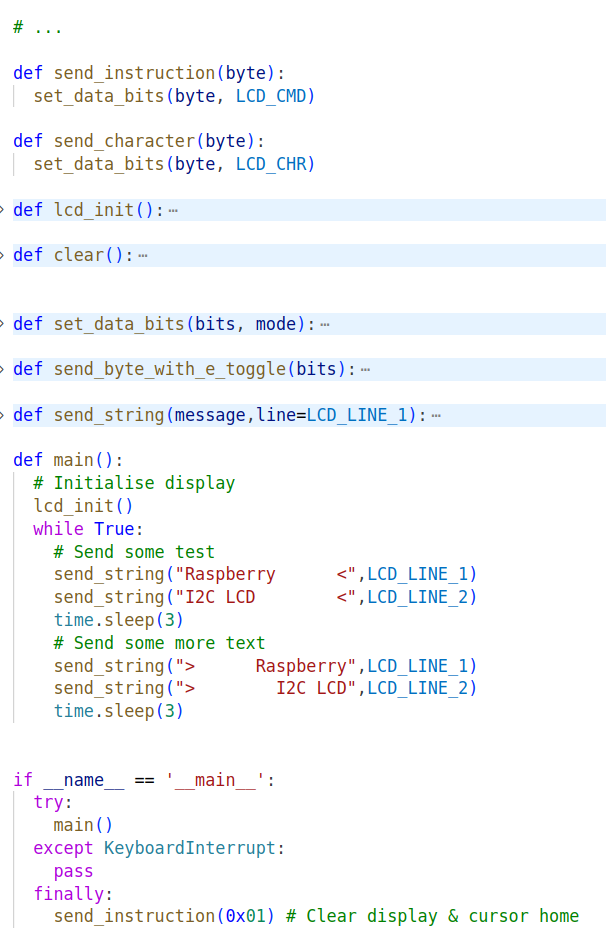 # ...
def send_instruction(byte):
  set_data_bits(byte, LCD_CMD)
def send_character(byte):
  set_data_bits(byte, LCD_CHR)
def lcd_init():⋯
def clear():⋯
def set_data_bits(bits, mode):⋯
def send_byte_with_e_toggle(bits):⋯
def send_string(message,line=LCD_LINE_1):⋯
def main():
  # Initialise display
  lcd_init()
  while True:
    # Send some test
    send_string("Raspberry      <",LCD_LINE_1)
    send_string("I2C LCD        <",LCD_LINE_2)
    time.sleep(3)
    # Send some more text
    send_string(">      Raspberry",LCD_LINE_1)
    send_string(">        I2C LCD",LCD_LINE_2)
    time.sleep(3)
if __name__ == '__main__':
  try:
    main()
  except KeyboardInterrupt:
    pass
  finally:
    send_instruction(0x01) # Clear display & cursor home